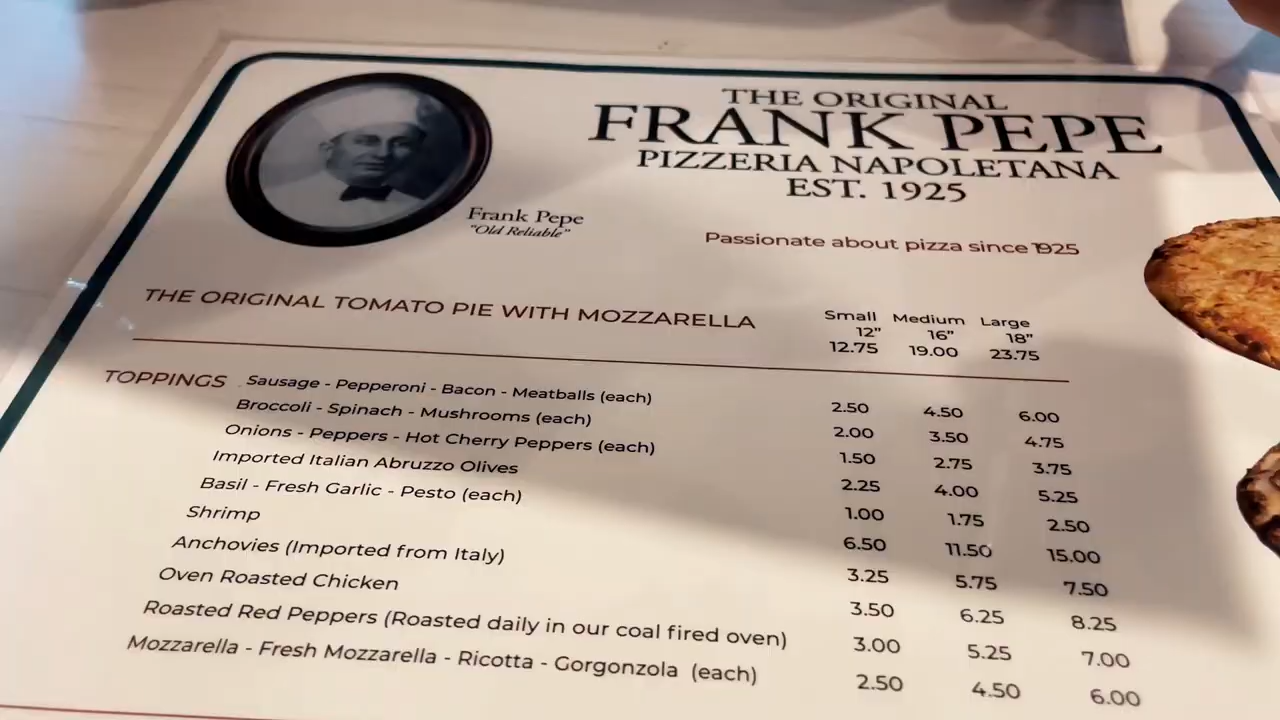 THE ORIGINAL
FRANK PEPE
PIZZERIA NAPOLETANA
EST. 1925
Frank Pepe
"Old Reliable"
Passionate about pizza since 1925
THE ORIGINAL TOMATO PIE WITH MOZZARELLA
Small Medium Large
12" 16" 18"
12.75 19.00 23.75
TOPPINGS Sausage - Pepperoni - Bacon - Meatballs (each) 2.50 4.50 6.00
Broccoli - Spinach - Mushrooms (each) 2.00 3.50 4.75
Onions - Peppers - Hot Cherry Peppers (each) 1.50 2.75 3.75
Imported Italian Abruzzo Olives 2.25 4.00 5.25
Basil - Fresh Garlic - Pesto (each) 1.00 1.75 2.50
Shrimp 6.50 11.50 15.00
Anchovies (Imported from Italy) 3.25 5.75 7.50
Oven Roasted Chicken 3.50 6.25 8.25
Roasted Red Peppers (Roasted daily in our coal fired oven) 3.00 5.25 7.00
Mozzarella - Fresh Mozzarella - Ricotta - Gorgonzola (each) 2.50 4.50 6.00